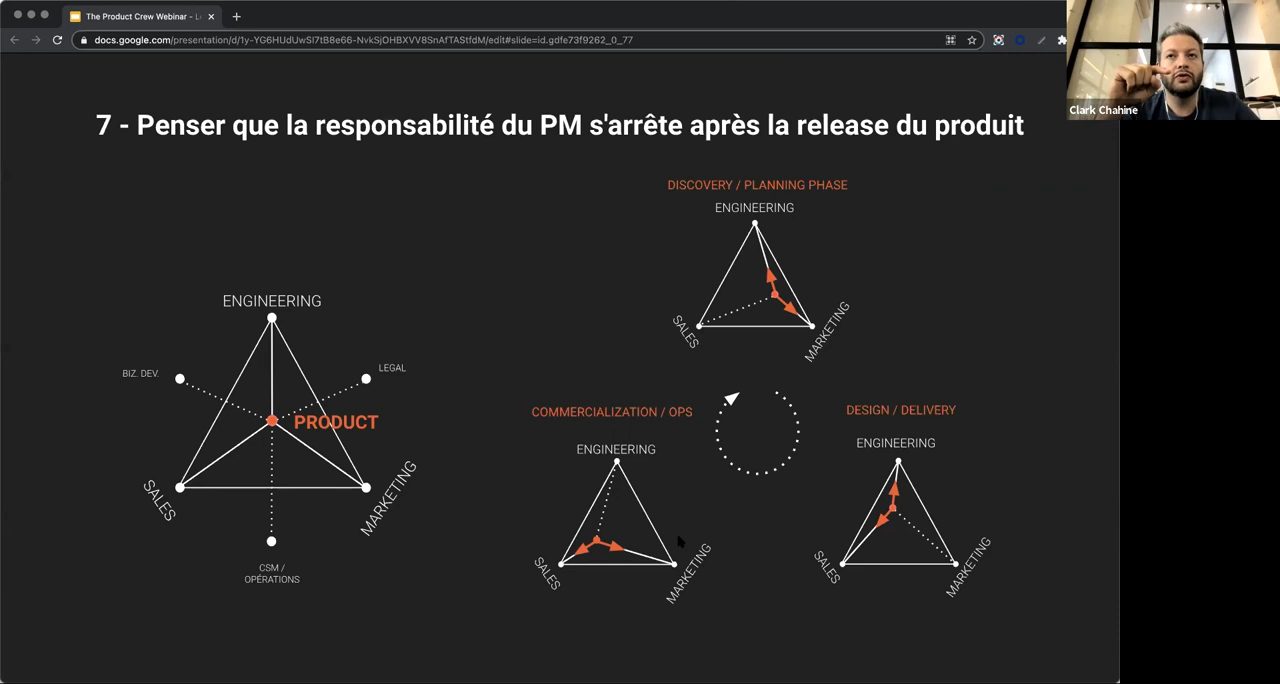 The Product Crew Webinar - L
docs.google.com/presentation/d/1y-YG6HUdUwSI7tB8e66-NvkSjOHBXVV8SnAfTAStfdM/edit#slide=id.gdfe73f9262_0_77
Clark Chahine
7 - Penser que la responsabilité du PM s'arrête après la release du produit
DISCOVERY / PLANNING PHASE
ENGINEERING
SALES
MARKETING
ENGINEERING
BIZ. DEV.
LEGAL
PRODUCT
SALES
MARKETING
CSM /
OPÉRATIONS
COMMERCIALIZATION / OPS
ENGINEERING
SALES
MARKETING
DESIGN / DELIVERY
ENGINEERING
SALES
MARKETING